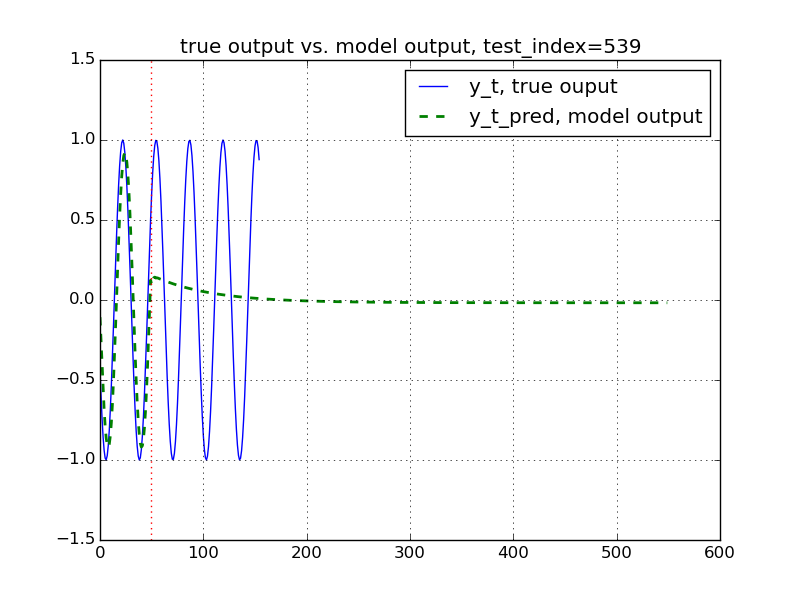 true output vs. model output, test_index=539
y_t, true ouput
y_t_pred, model output
1.5
1.0
0.5
0.0
−0.5
−1.0
−1.5
0 100 200 300 400 500 600